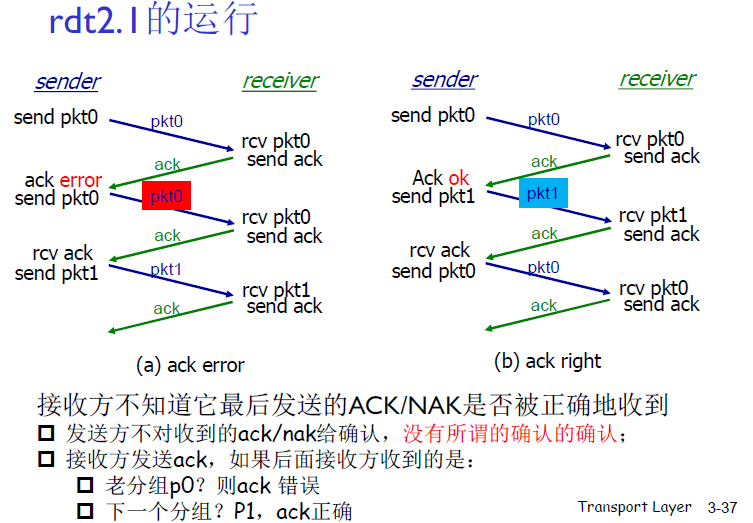 rdt2.1的运行
sender
receiver
send pkt0
pkt0
rcv pkt0
send ack
ack
ack error
send pkt0
pkt0
rcv pkt0
send ack
ack
rcv ack
send pkt1
pkt1
rcv pkt1
send ack
ack
(a) ack error
sender
receiver
send pkt0
pkt0
rcv pkt0
send ack
ack
Ack ok
send pkt1
pkt1
rcv pkt1
send ack
ack
rcv ack
send pkt0
pkt0
rcv pkt0
send ack
ack
(b) ack right
接收方不知道它最后发送的ACK/NAK是否被正确地收到
发送方不对收到的ack/nak给确认，没有所谓的确认的确认；
接收方发送ack，如果后面接收方收到的是：
老分组p0？则ack 错误
下一个分组？P1，ack正确
Transport Layer 3-37